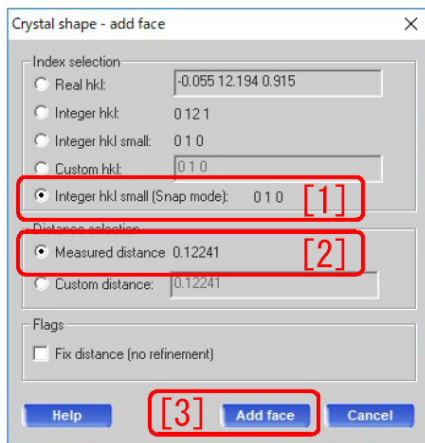 Crystal shape - add face
Index selection
Real hkl: -0.055 12.194 0.915
Integer hkl: 0 12 1
Integer hkl small: 0 1 0
Custom hkl: 0 1 0
Integer hkl small (Snap mode): 0 1 0 [1]
Distance selection
Measured distance 0.12241 [2]
Custom distance: 0.12241
Flags
Fix distance (no refinement)
Help [3] Add face Cancel